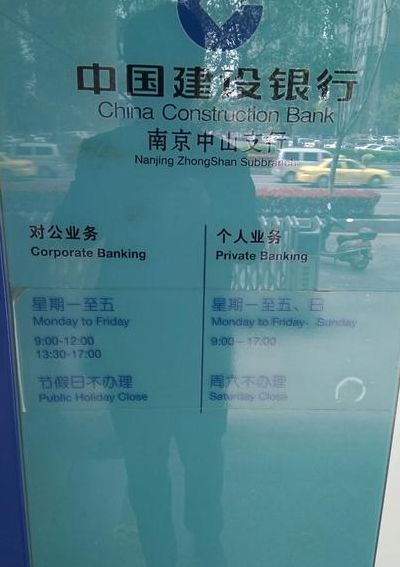 中国建设银行
China Construction Bank
南京中山支行
Nanjing ZhongShan Subbranch
对公业务
Corporate Banking
星期一至五
Monday to Friday
9:00-12:00
13:30-17:00
节假日不办理
Public Holiday Close
个人业务
Private Banking
星期一至五、日
Monday to Friday、Sunday
9:00-17:00
周六不办理
Saturday Close